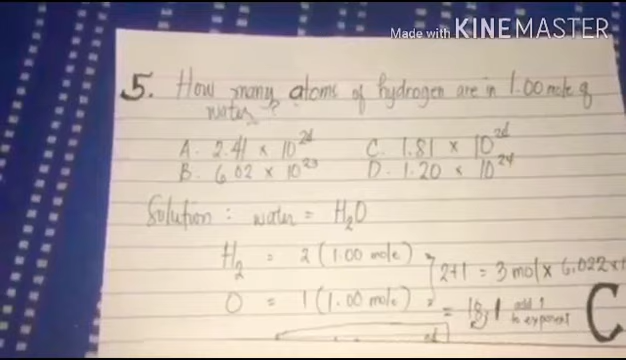 Made with KINEMASTER
5. How many atoms of hydrogen are in 1.00 mole of
water?
A. 2.41 x 10^24 C. 1.81 x 10^24
B. 6.02 x 10^23 D. 1.20 x 10^24
Solution : water = H₂O
H₂ = 2 (1.00 mole)
2+1 = 3 mol x 6.022 x
O = 1 (1.00 mole)
= 18.1 add 1
to exponent
C